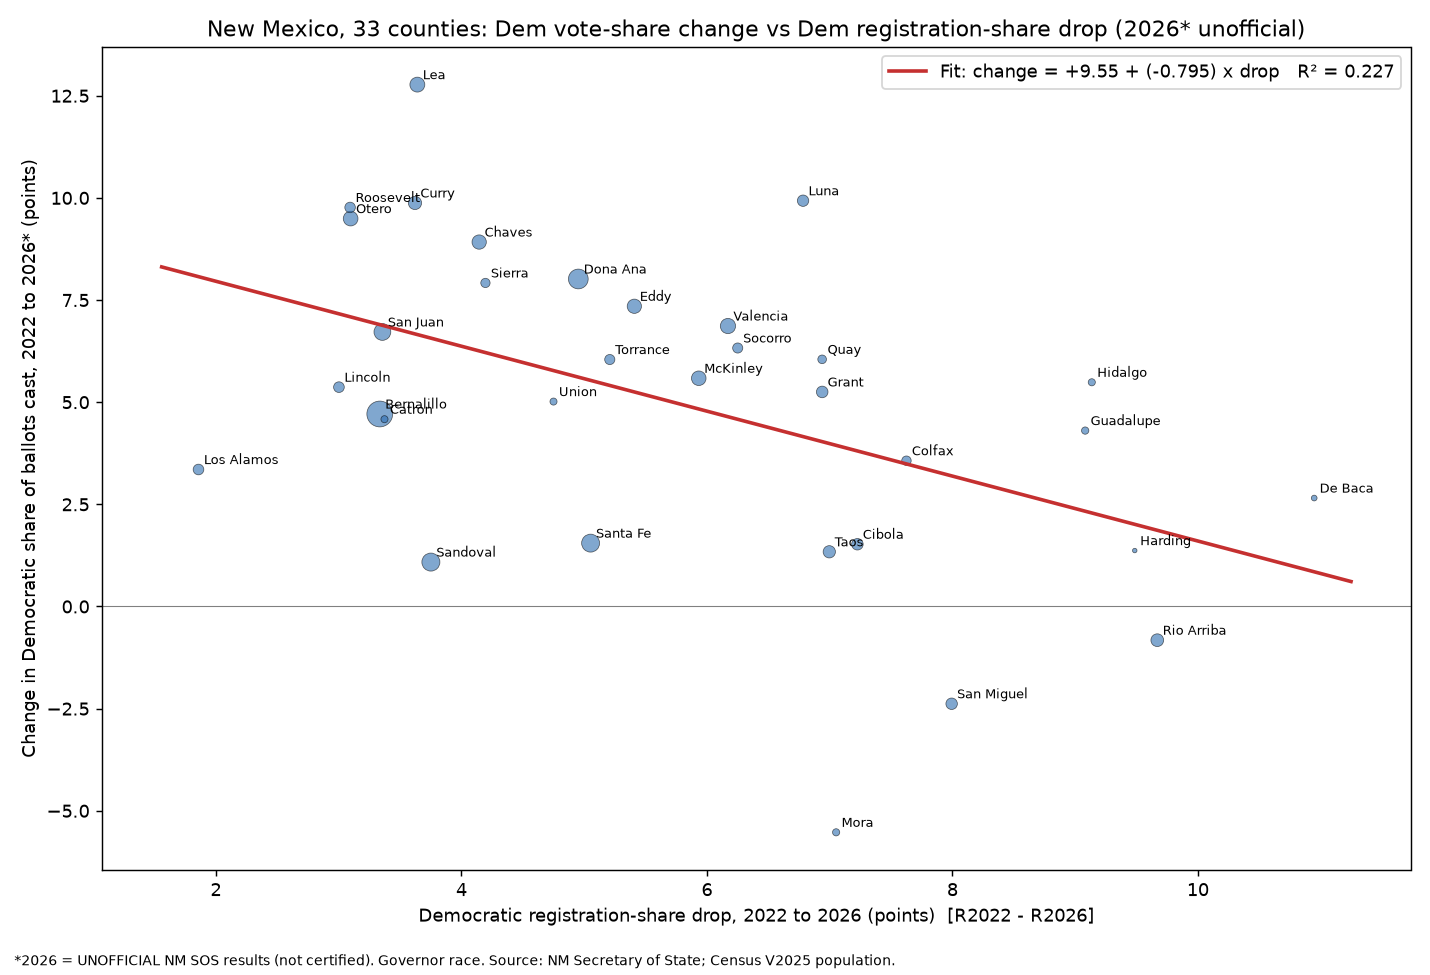 New Mexico, 33 counties: Dem vote-share change vs Dem registration-share drop (2026* unofficial)
Fit: change = +9.55 + (-0.795) x drop   R² = 0.227
Change in Democratic share of ballots cast, 2022 to 2026* (points)
12.5
10.0
7.5
5.0
2.5
0.0
−2.5
−5.0
Lea
Roosevelt
Curry
Otero
Luna
Chaves
Sierra
Dona Ana
Eddy
San Juan
Valencia
Socorro
Torrance
Quay
McKinley
Lincoln
Grant
Hidalgo
Union
Bernalillo
Catron
Guadalupe
Los Alamos
Colfax
De Baca
Santa Fe
Cibola
Taos
Harding
Sandoval
Rio Arriba
San Miguel
Mora
2
4
6
8
10
Democratic registration-share drop, 2022 to 2026 (points)  [R2022 - R2026]
*2026 = UNOFFICIAL NM SOS results (not certified). Governor race. Source: NM Secretary of State; Census V2025 population.